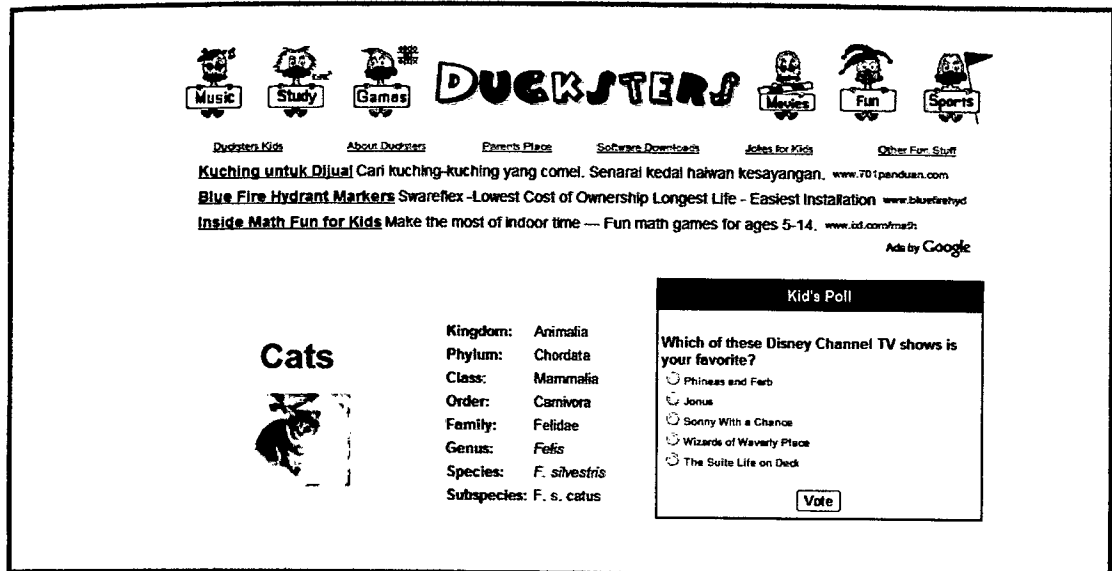 Music Study Games DUCKSTERS Movies Fun Sports
Ducksters Kids About Ducksters Parents Place Software Downloads Jokes for Kids Other Fun Stuff
Kuching untuk Dijual Cari kuching-kuching yang comel. Senarai kedai haiwan kesayangan. www.701panduan.com
Blue Fire Hydrant Markers Swareflex -Lowest Cost of Ownership Longest Life - Easiest Installation www.bluefirehyd
Inside Math Fun for Kids Make the most of indoor time — Fun math games for ages 5-14. www.ixl.com/math
Ads by Google
Cats
Kingdom: Animalia
Phylum: Chordata
Class: Mammalia
Order: Carnivora
Family: Felidae
Genus: Felis
Species: F. silvestris
Subspecies: F. s. catus
Kid's Poll
Which of these Disney Channel TV shows is
your favorite?
Phineas and Ferb
Jonus
Sonny With a Chance
Wizards of Waverly Place
The Suite Life on Deck
Vote